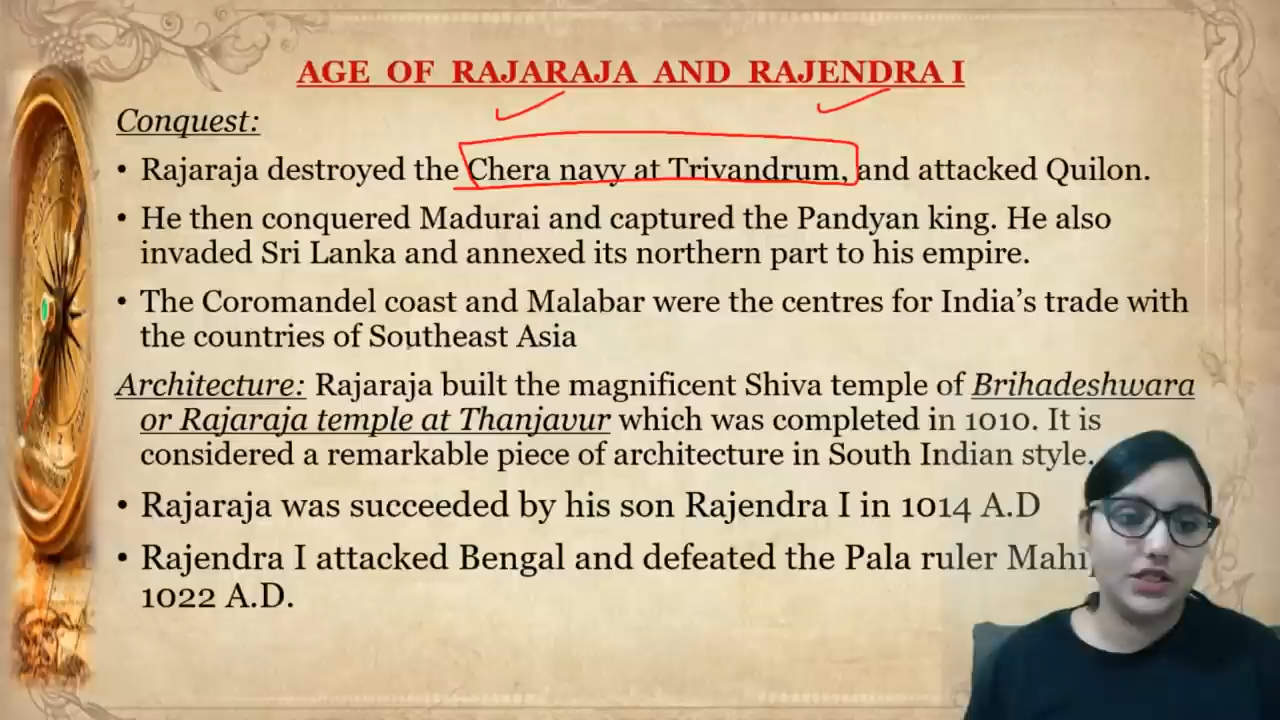 AGE OF RAJARAJA AND RAJENDRA I
Conquest:
• Rajaraja destroyed the Chera navy at Trivandrum, and attacked Quilon.
• He then conquered Madurai and captured the Pandyan king. He also
invaded Sri Lanka and annexed its northern part to his empire.
• The Coromandel coast and Malabar were the centres for India's trade with
the countries of Southeast Asia
Architecture: Rajaraja built the magnificent Shiva temple of Brihadeshwara
or Rajaraja temple at Thanjavur which was completed in 1010. It is
considered a remarkable piece of architecture in South Indian style.
• Rajaraja was succeeded by his son Rajendra I in 1014 A.D
• Rajendra I attacked Bengal and defeated the Pala ruler
1022 A.D.